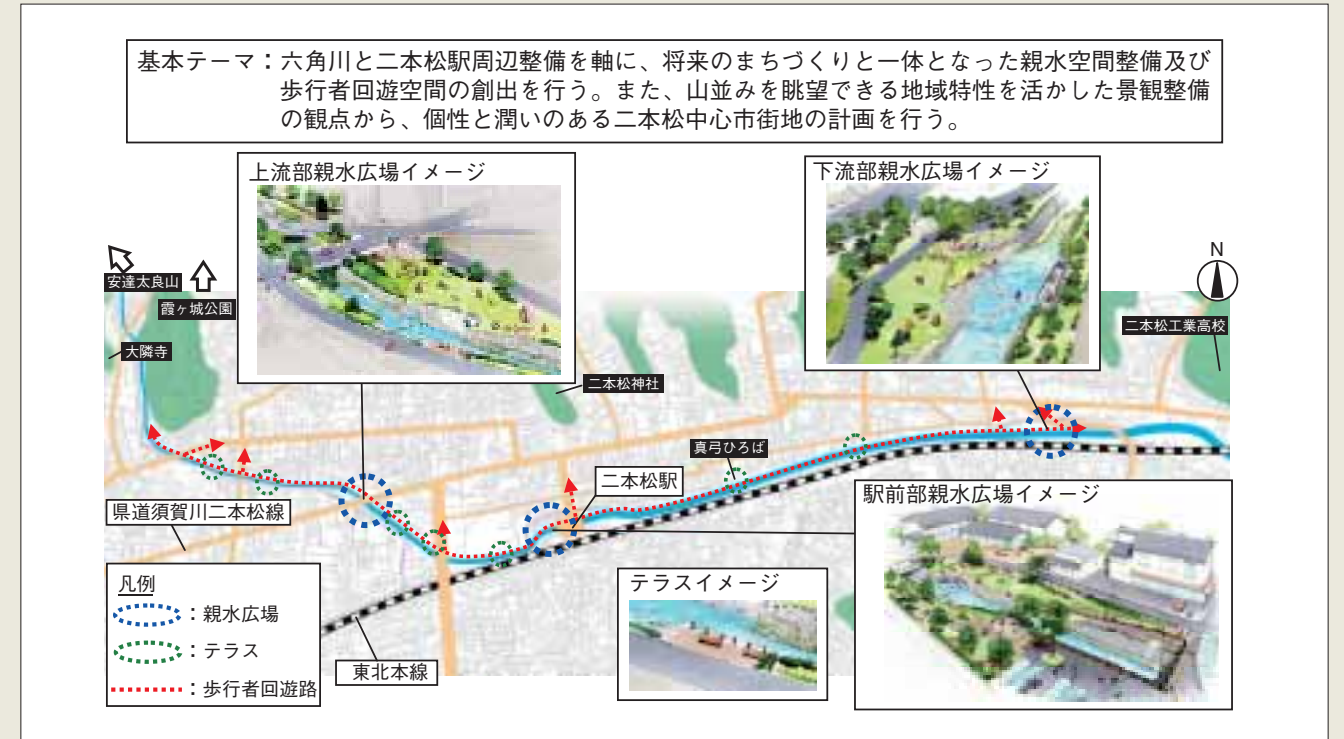 基本テーマ：六角川と二本松駅周辺整備を軸に、将来のまちづくりと一体となった親水空間整備及び
歩行者回遊空間の創出を行う。また、山並みを眺望できる地域特性を活かした景観整備
の観点から、個性と潤いのある二本松中心市街地の計画を行う。
上流部親水広場イメージ
下流部親水広場イメージ
N
安達太良山
霞ヶ城公園
二本松工業高校
大隣寺
二本松神社
真弓ひろば
二本松駅
駅前部親水広場イメージ
県道須賀川二本松線
テラスイメージ
凡例
：親水広場
：テラス
：歩行者回遊路
東北本線